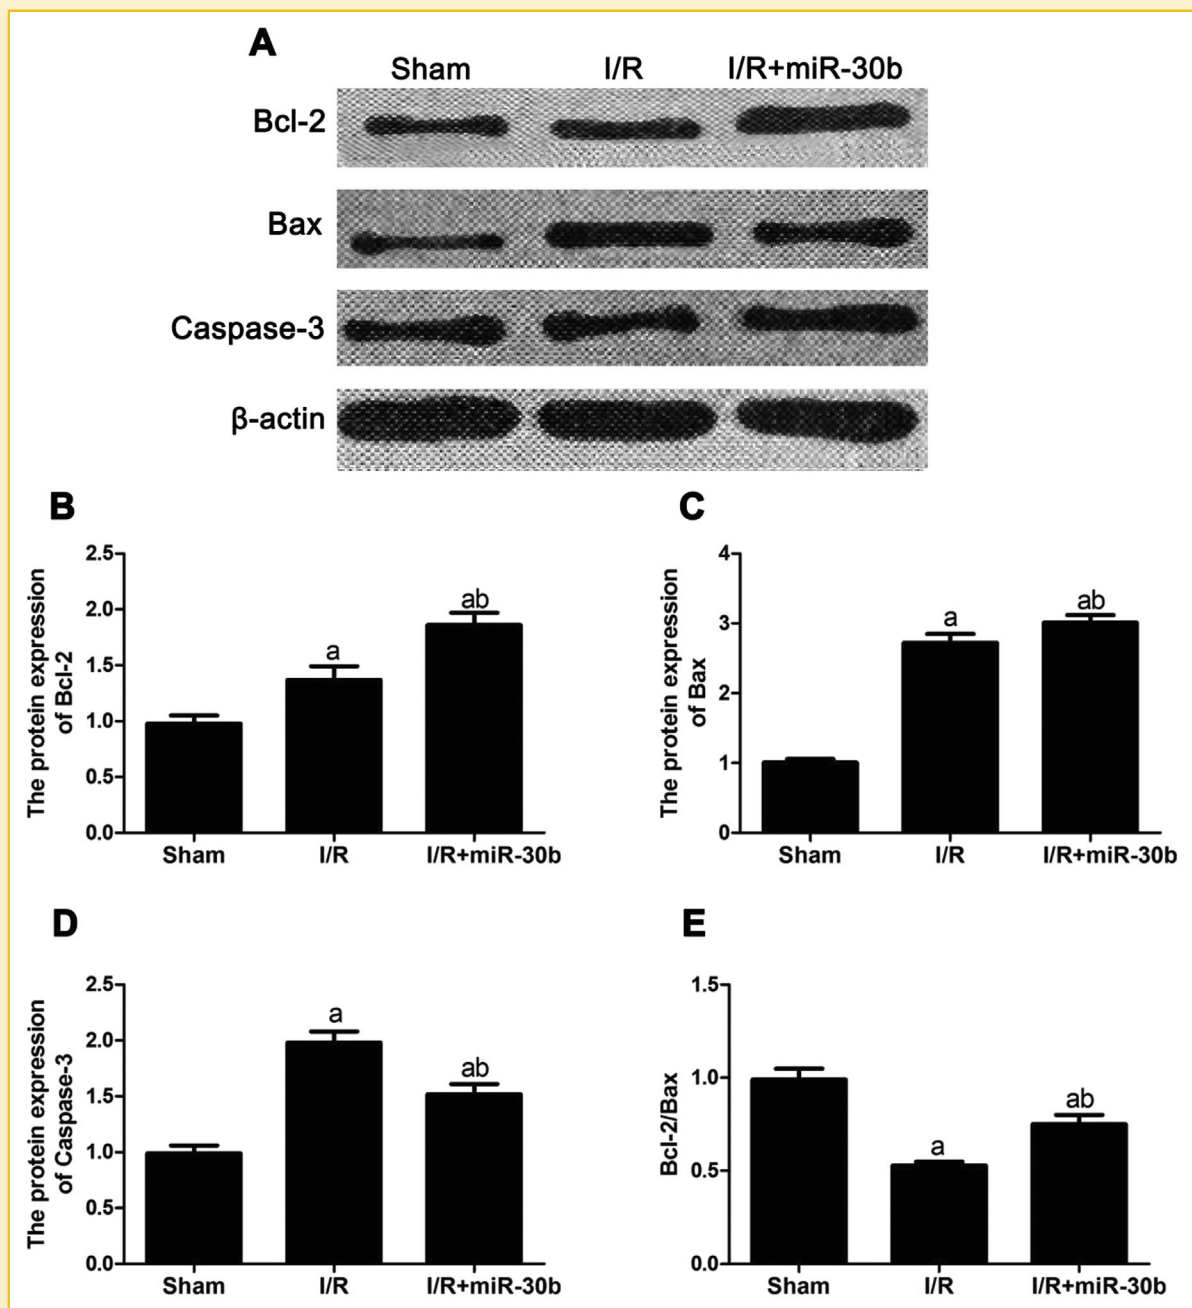 A
Sham I/R I/R+miR-30b
Bcl-2
Bax
Caspase-3
β-actin
B
The protein expression
of Bcl-2
2.5
2.0
1.5
1.0
0.5
0.0
a
ab
Sham I/R I/R+miR-30b
C
The protein expression
of Bax
4
3
2
1
0
a
ab
Sham I/R I/R+miR-30b
D
The protein expression
of Caspase-3
2.5
2.0
1.5
1.0
0.5
0.0
a
ab
Sham I/R I/R+miR-30b
E
Bcl-2/Bax
1.5
1.0
0.5
0.0
a
ab
Sham I/R I/R+miR-30b